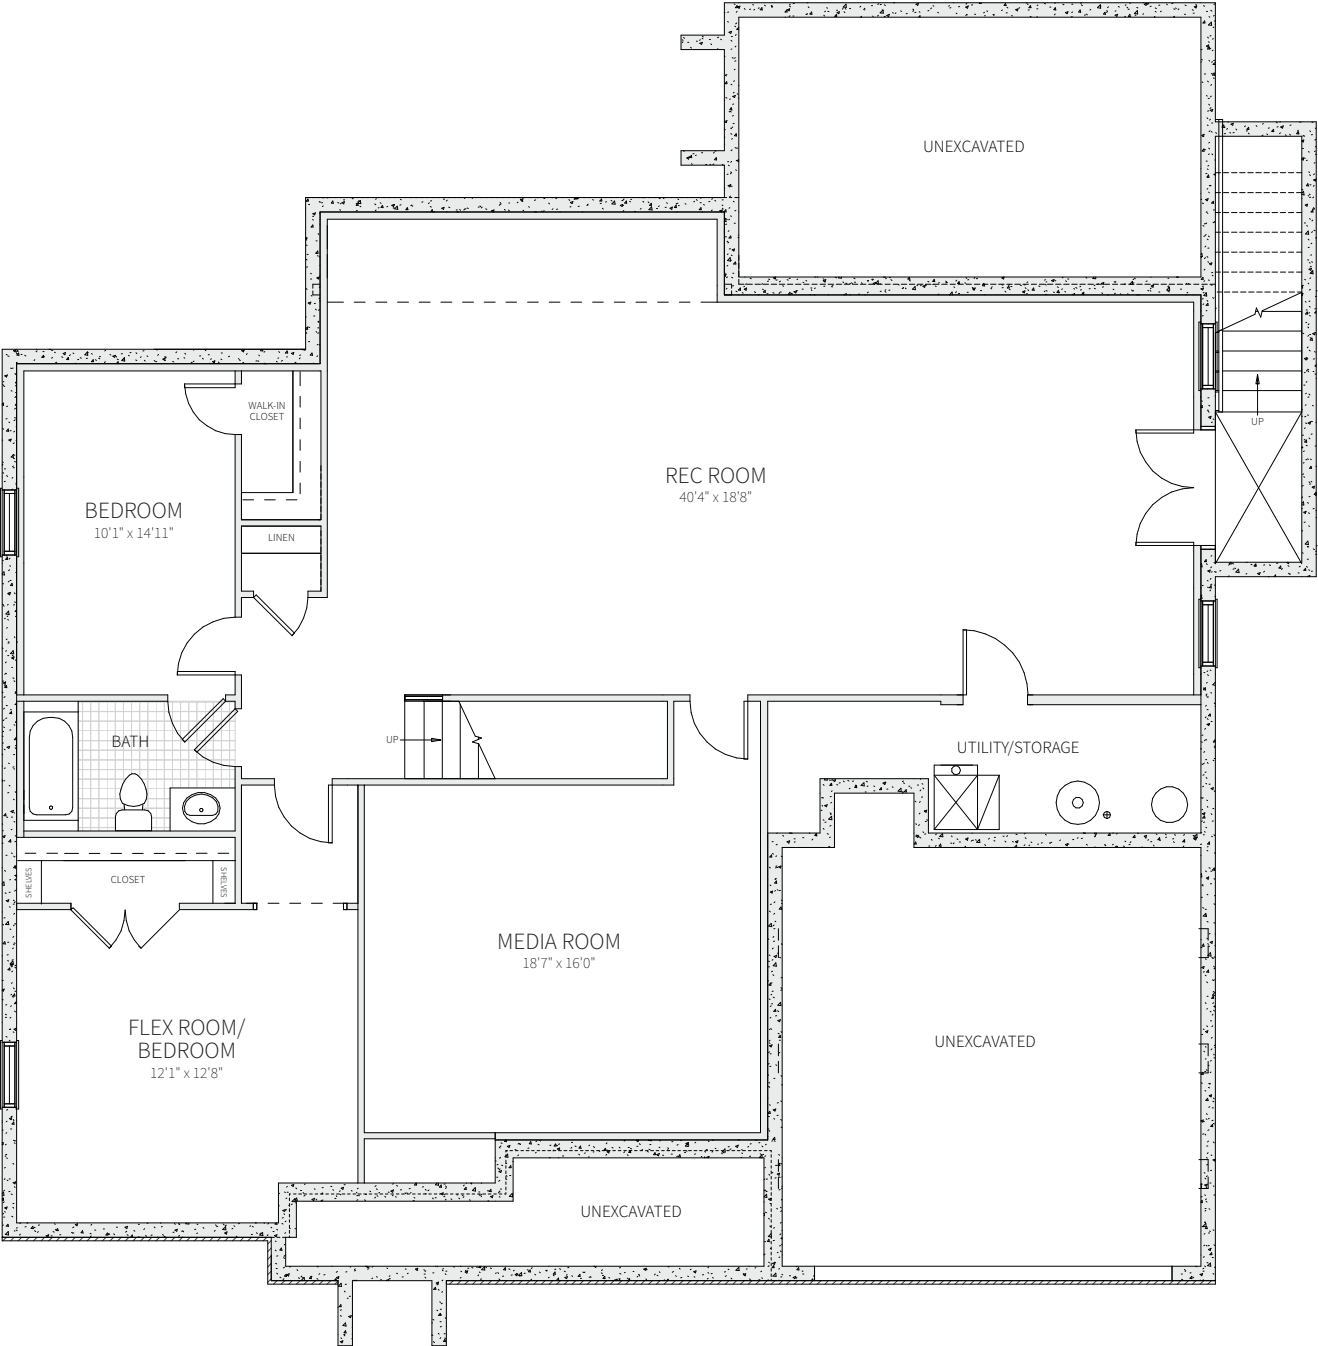 UNEXCAVATED
WALK-IN
CLOSET
UP
REC ROOM
40'4" x 18'8"
BEDROOM
10'1" x 14'11"
LINEN
BATH
UP
UTILITY/STORAGE
SHELVES
CLOSET
SHELVES
MEDIA ROOM
18'7" x 16'0"
FLEX ROOM/
BEDROOM
12'1" x 12'8"
UNEXCAVATED
UNEXCAVATED